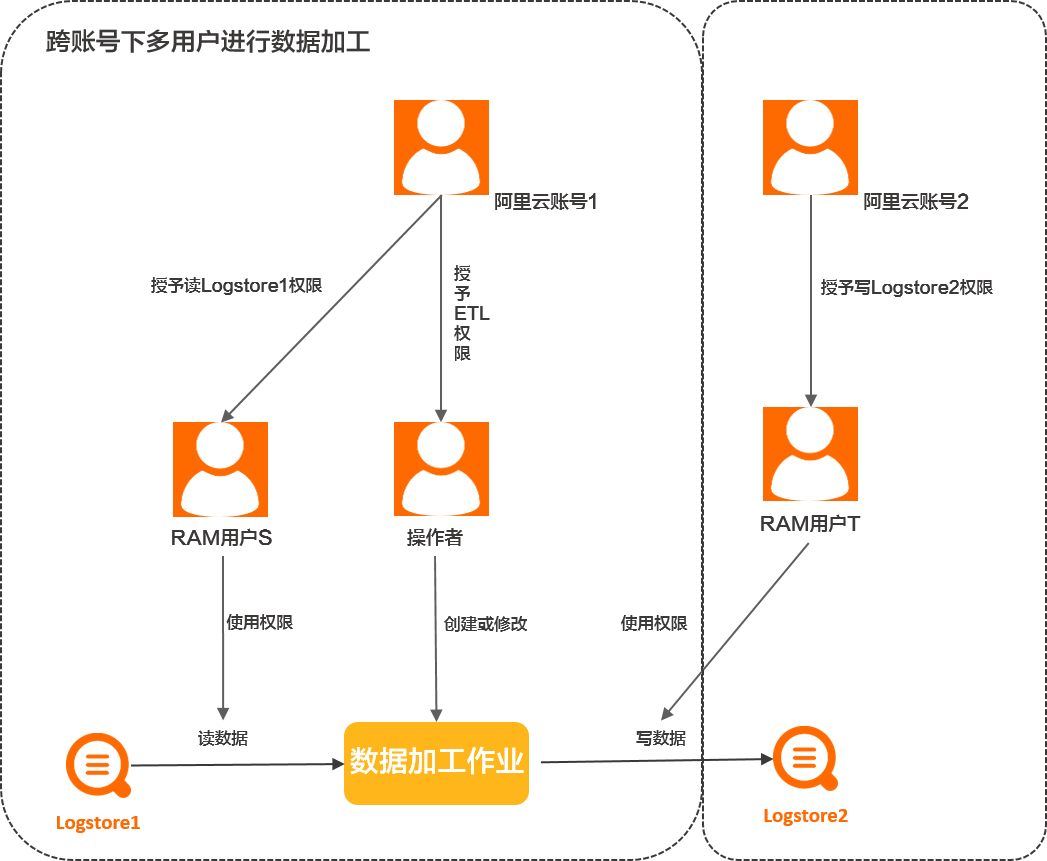 跨账号下多用户进行数据加工
阿里云账号1
阿里云账号2
授予读Logstore1权限
授
予
ETL
权
限
授予写Logstore2权限
RAM用户S
操作者
RAM用户T
使用权限
创建或修改
使用权限
读数据
写数据
数据加工作业
Logstore1
Logstore2